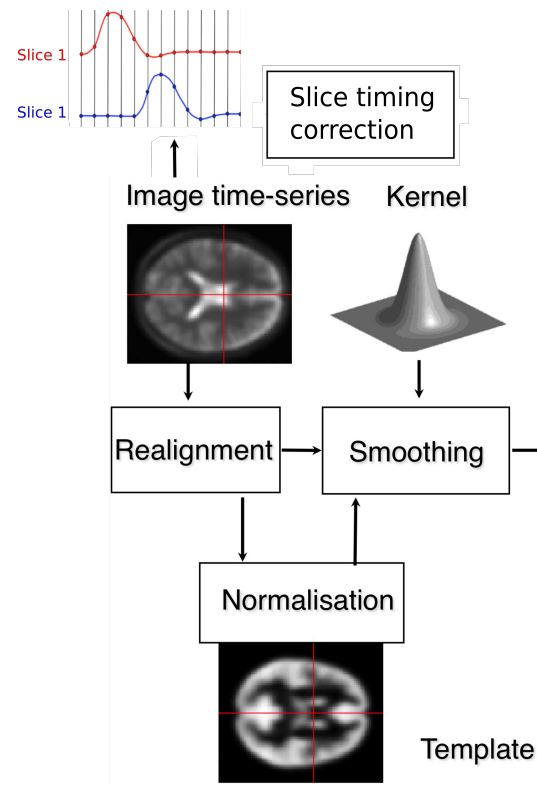 Slice 1
Slice 1
Slice timing
correction
Image time-series
Kernel
Realignment
Smoothing
Normalisation
Template